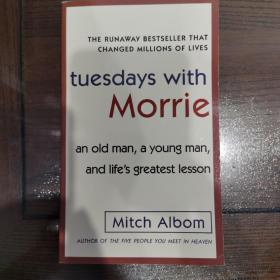 THE RUNAWAY BESTSELLER THAT
CHANGED MILLIONS OF LIVES
tuesdays with
Morrie
an old man, a young man,
and life's greatest lesson
Mitch Albom
AUTHOR OF THE FIVE PEOPLE YOU MEET IN HEAVEN